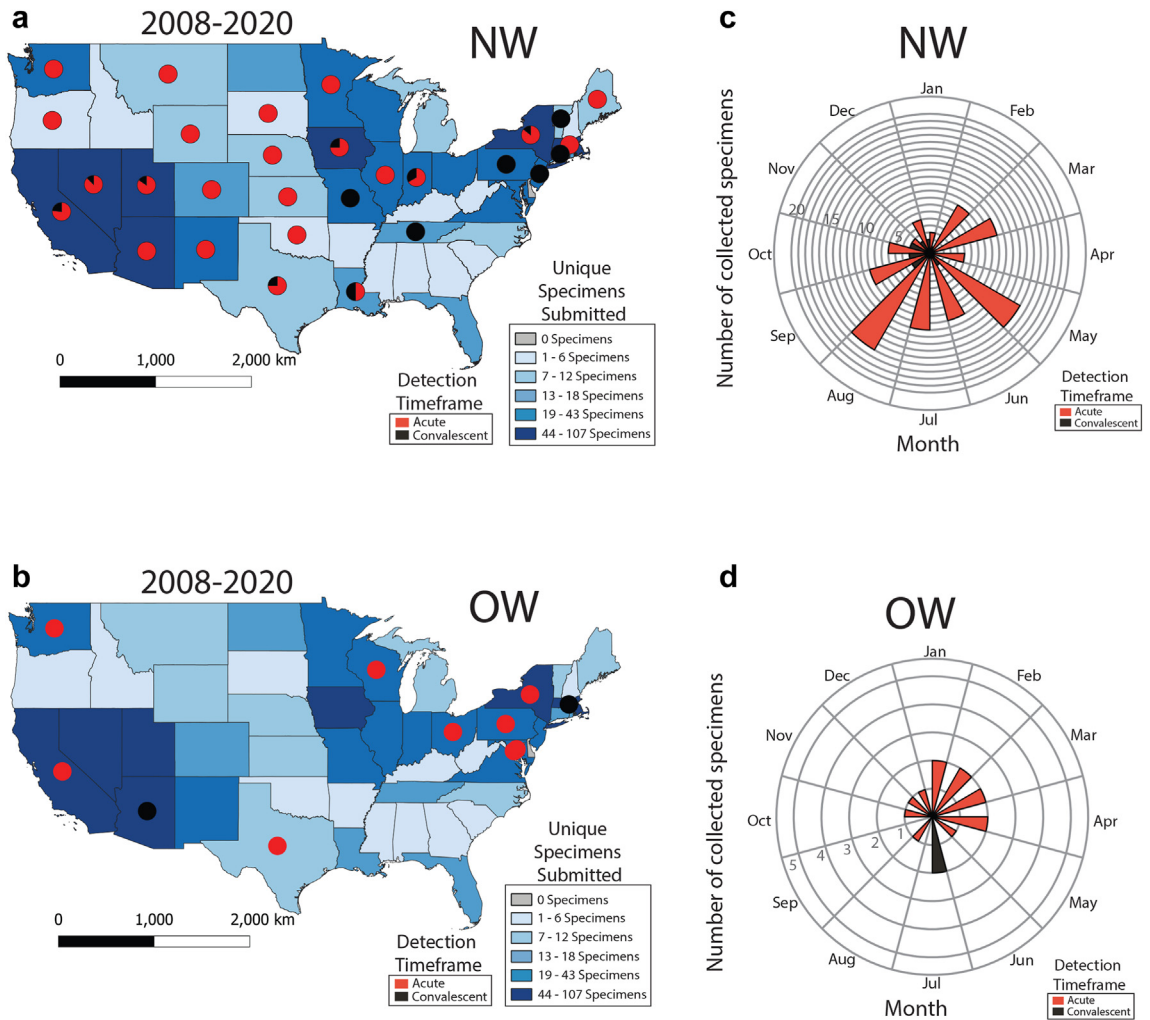 a
2008-2020
NW
Unique
Specimens
Submitted
0 Specimens
1 - 6 Specimens
7 - 12 Specimens
13 - 18 Specimens
19 - 43 Specimens
44 - 107 Specimens
0
1,000
2,000 km
Detection
Timeframe
Acute
Convalescent
c
NW
Number of collected specimens
Jan
Feb
Mar
Apr
May
Jun
Jul
Aug
Sep
Oct
Nov
Dec
20
15
10
5
Month
Detection
Timeframe
Acute
Convalescent
b
2008-2020
OW
Unique
Specimens
Submitted
0 Specimens
1 - 6 Specimens
7 - 12 Specimens
13 - 18 Specimens
19 - 43 Specimens
44 - 107 Specimens
0
1,000
2,000 km
Detection
Timeframe
Acute
Convalescent
d
OW
Number of collected specimens
Jan
Feb
Mar
Apr
May
Jun
Jul
Aug
Sep
Oct
Nov
Dec
5
4
3
2
1
Month
Detection
Timeframe
Acute
Convalescent